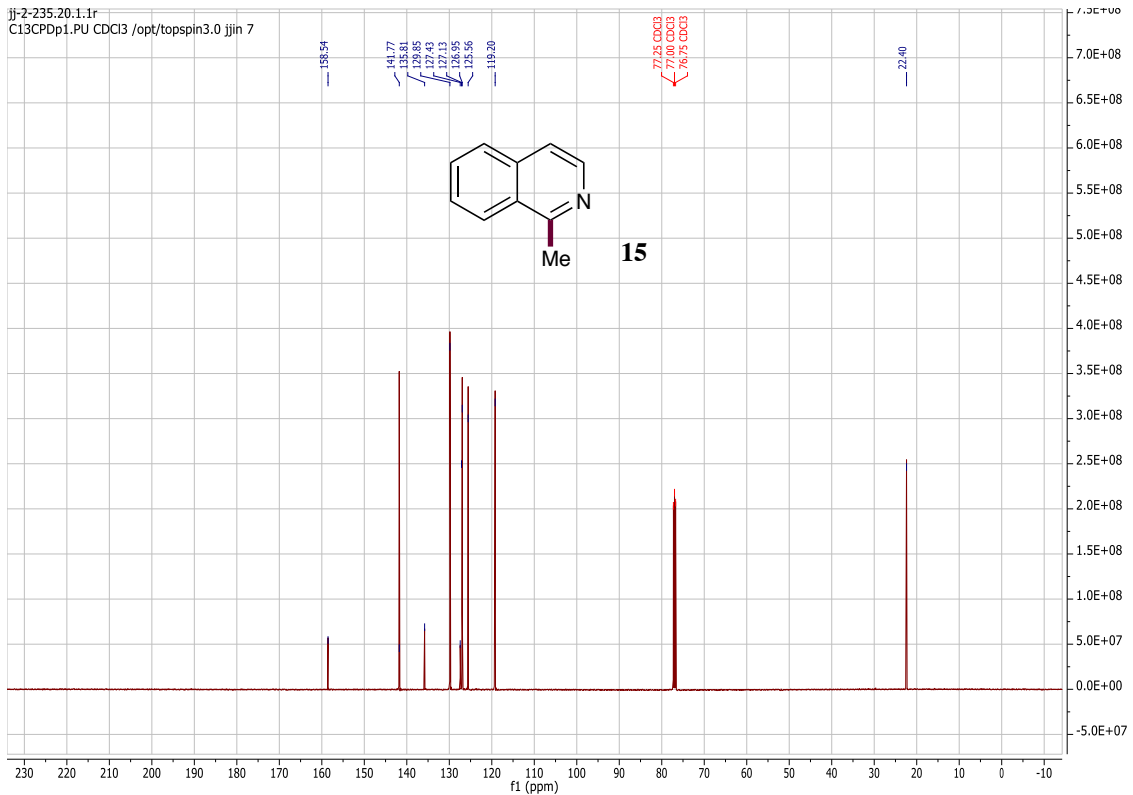 jj-2-235.20.1.1r
C13CPDp1.PU CDCl3 /opt/topspin3.0 jjin 7
158.54
141.77
135.81
129.85
127.43
127.13
126.95
125.56
119.20
77.25 CDCl3
77.00 CDCl3
76.75 CDCl3
22.40
N
Me
15
7.5E+08
7.0E+08
6.5E+08
6.0E+08
5.5E+08
5.0E+08
4.5E+08
4.0E+08
3.5E+08
3.0E+08
2.5E+08
2.0E+08
1.5E+08
1.0E+08
5.0E+07
0.0E+00
-5.0E+07
230 220 210 200 190 180 170 160 150 140 130 120 110 100 90 80 70 60 50 40 30 20 10 0 -10
f1 (ppm)